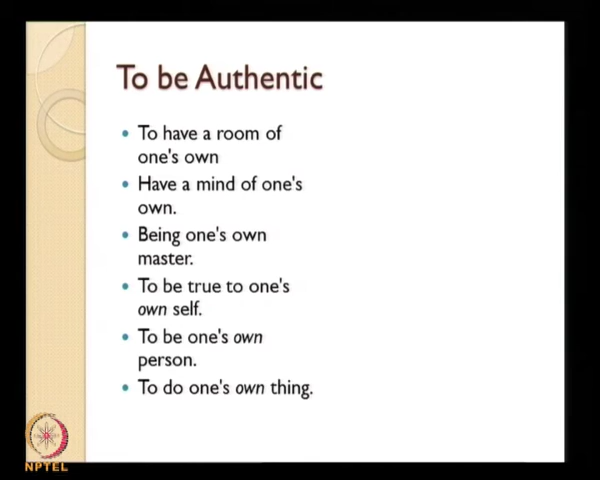 To be Authentic
• To have a room of
one's own
• Have a mind of one's
own.
• Being one's own
master.
• To be true to one's
own self.
• To be one's own
person.
• To do one's own thing.
NPTEL